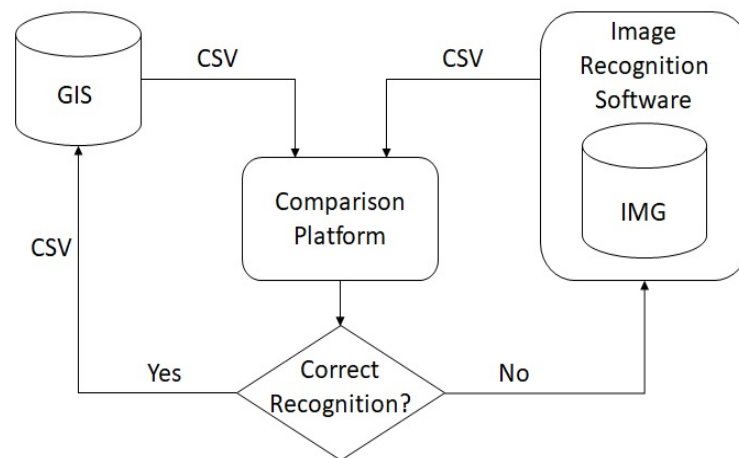 GIS
CSV
CSV
Image
Recognition
Software
IMG
Comparison
Platform
CSV
Yes
Correct
Recognition?
No